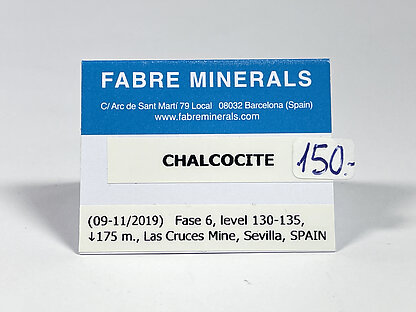 FABRE MINERALS
C/ Arc de Sant Martí 79 Local   08032 Barcelona (Spain)
www.fabreminerals.com
CHALCOCITE 150.-
(09-11/2019)   Fase 6, level 130-135,
↓175 m., Las Cruces Mine, Sevilla, SPAIN